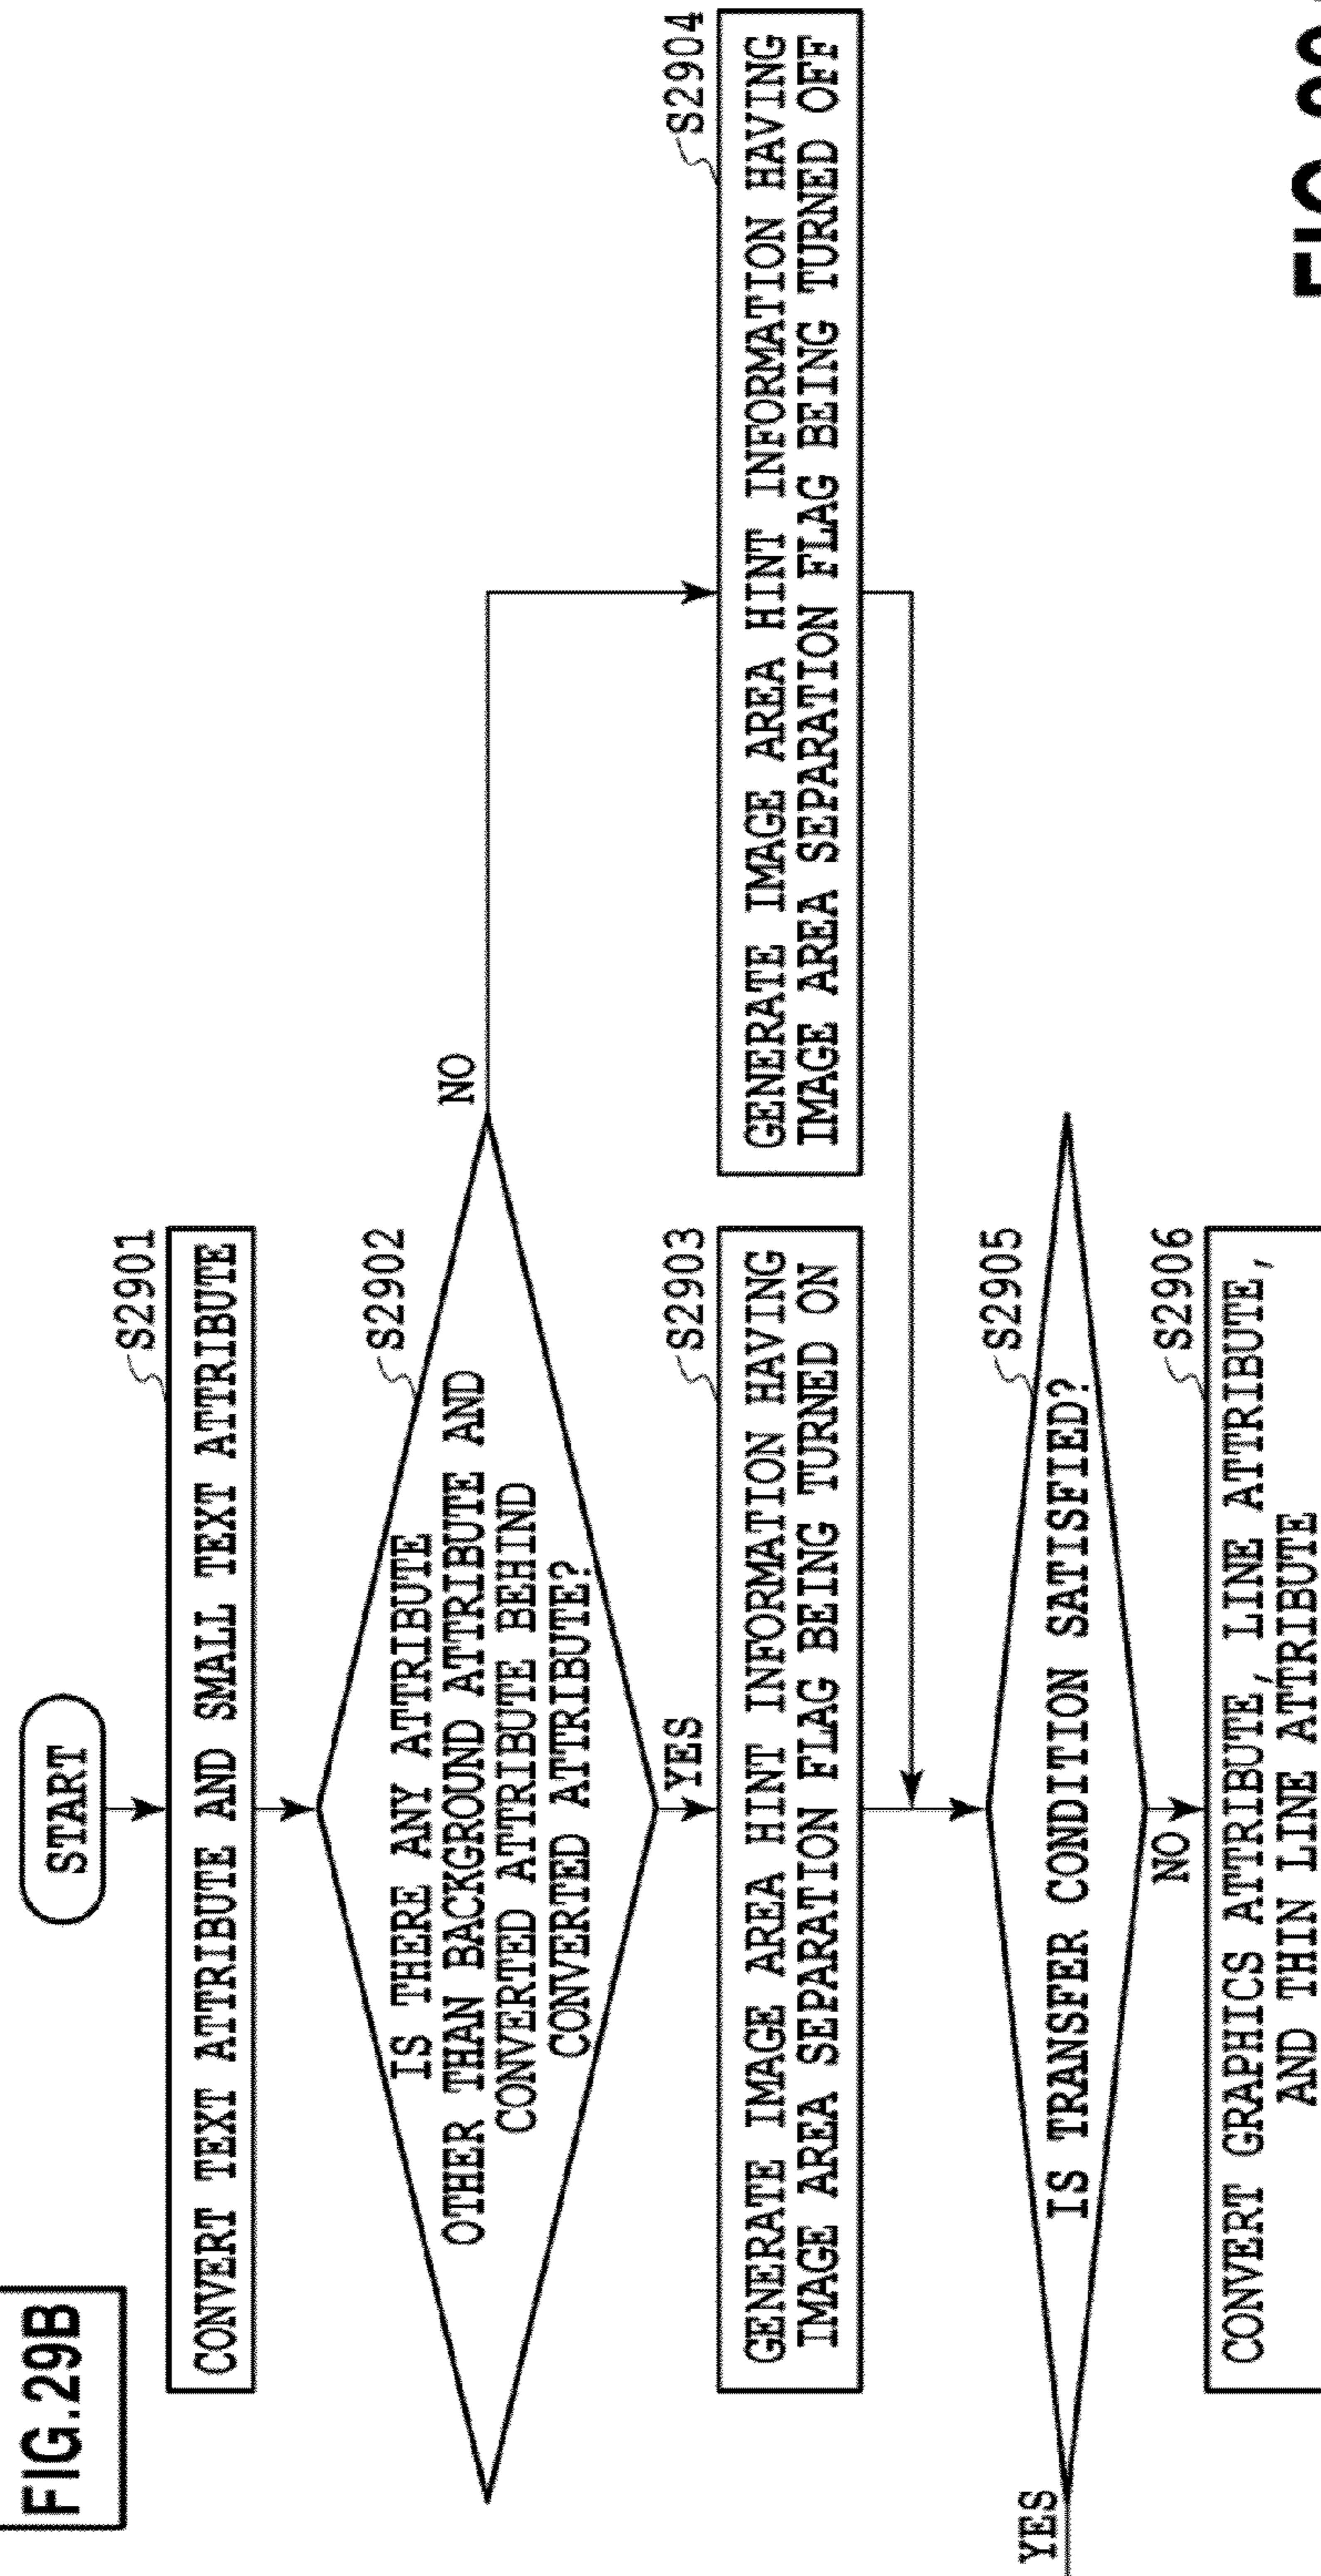 FIG.29B
START
S2901
CONVERT TEXT ATTRIBUTE AND SMALL TEXT ATTRIBUTE
S2902
IS THERE ANY ATTRIBUTE
OTHER THAN BACKGROUND ATTRIBUTE AND
CONVERTED ATTRIBUTE BEHIND
CONVERTED ATTRIBUTE?
NO
YES
S2903
GENERATE IMAGE AREA HINT INFORMATION HAVING
IMAGE AREA SEPARATION FLAG BEING TURNED ON
S2904
GENERATE IMAGE AREA HINT INFORMATION HAVING
IMAGE AREA SEPARATION FLAG BEING TURNED OFF
S2905
IS TRANSFER CONDITION SATISFIED?
YES
NO
S2906
CONVERT GRAPHICS ATTRIBUTE, LINE ATTRIBUTE,
AND THIN LINE ATTRIBUTE